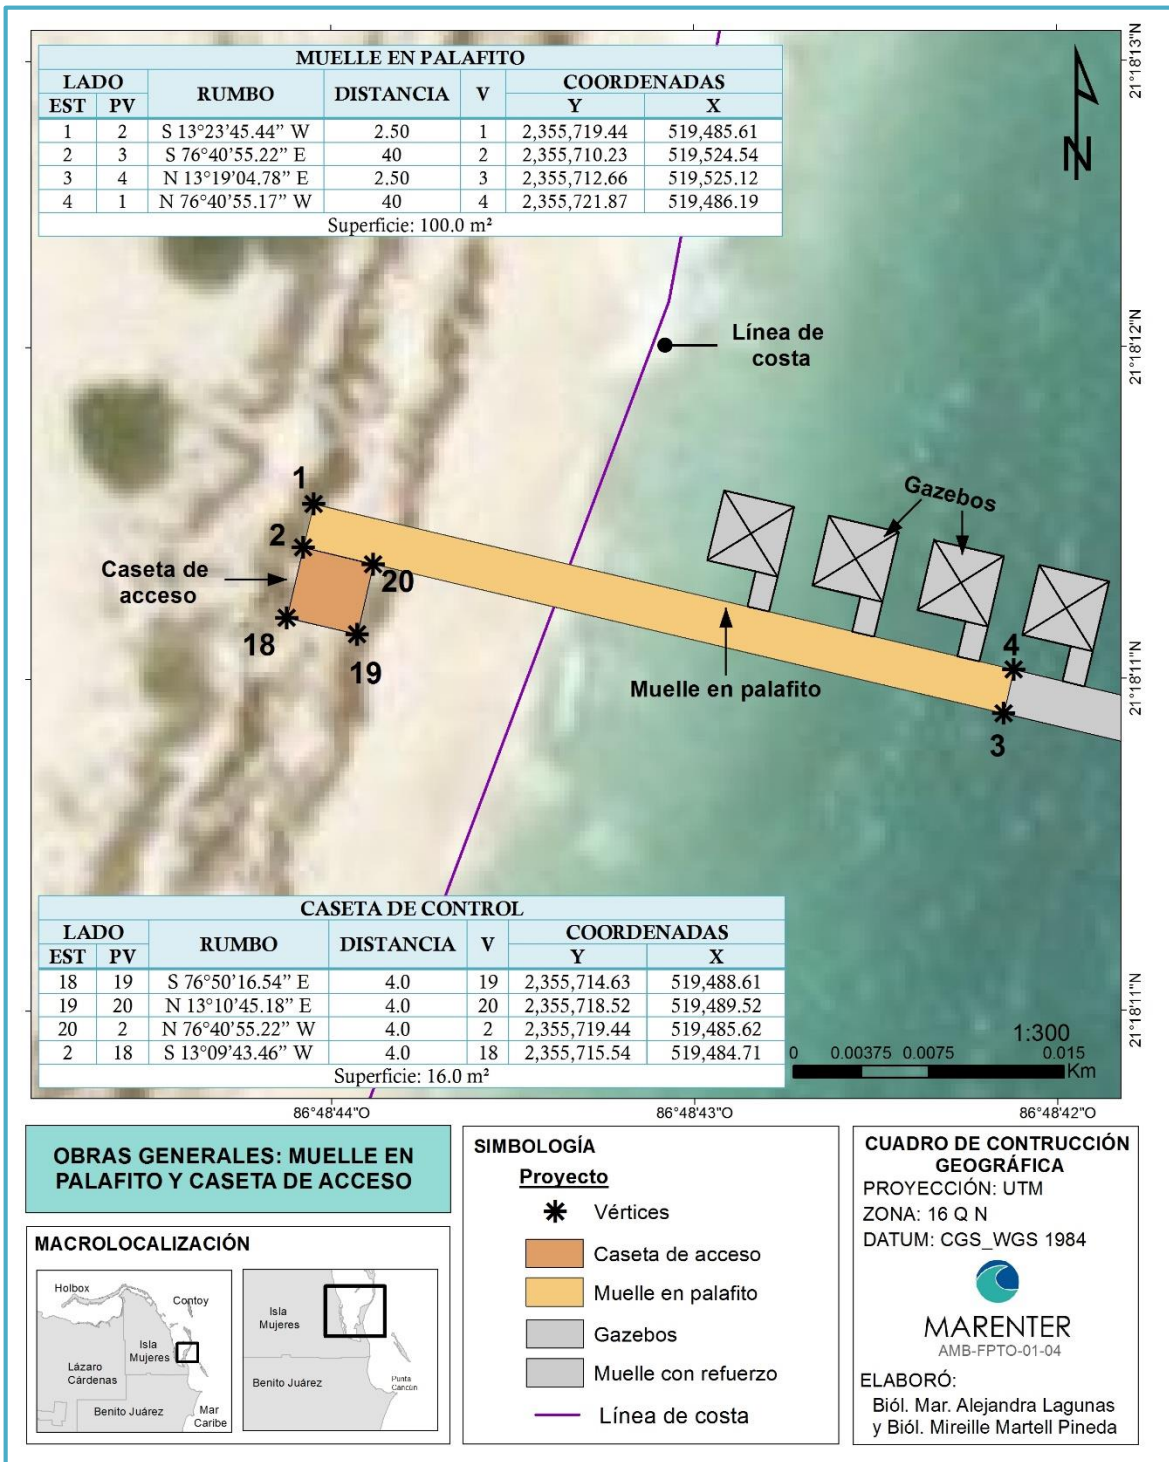 MUELLE EN PALAFITO
LADO RUMBO DISTANCIA V COORDENADAS
EST PV Y X
1 2 S 13°23'45.44” W 2.50 1 2,355,719.44 519,485.61
2 3 S 76°40'55.22” E 40 2 2,355,710.23 519,524.54
3 4 N 13°19'04.78” E 2.50 3 2,355,712.66 519,525.12
4 1 N 76°40'55.17” W 40 4 2,355,721.87 519,486.19
Superficie: 100.0 m²
N
21°18'13"N
21°18'12"N
21°18'11"N
21°18'11"N
Línea de
costa
1
2
Caseta de
acceso
20
18
19
Gazebos
Muelle en palafito
4
3
CASETA DE CONTROL
LADO RUMBO DISTANCIA V COORDENADAS
EST PV Y X
18 19 S 76°50'16.54” E 4.0 19 2,355,714.63 519,488.61
19 20 N 13°10'45.18” E 4.0 20 2,355,718.52 519,489.52
20 2 N 76°40'55.22” W 4.0 2 2,355,719.44 519,485.62
2 18 S 13°09'43.46” W 4.0 18 2,355,715.54 519,484.71
Superficie: 16.0 m²
1:300
0 0.00375 0.0075 0.015
Km
86°48'44"O 86°48'43"O 86°48'42"O
OBRAS GENERALES: MUELLE EN
PALAFITO Y CASETA DE ACCESO
MACROLOCALIZACIÓN
Holbox
Contoy
Isla
Mujeres
Lázaro
Cárdenas
Benito Juárez
Mar
Caribe
Isla
Mujeres
Benito Juárez
Punta
Cancún
SIMBOLOGÍA
Proyecto
Vértices
Caseta de acceso
Muelle en palafito
Gazebos
Muelle con refuerzo
Línea de costa
CUADRO DE CONTRUCCIÓN
GEOGRÁFICA
PROYECCIÓN: UTM
ZONA: 16 Q N
DATUM: CGS_WGS 1984
MARENTER
AMB-FPTO-01-04
ELABORÓ:
Biól. Mar. Alejandra Lagunas
y Biól. Mireille Martell Pineda